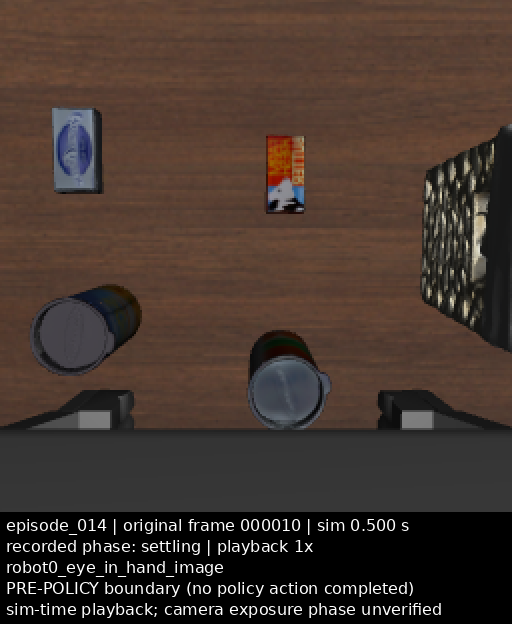 episode_014 | original frame 000010 | sim 0.500 s
recorded phase: settling | playback 1x
robot0_eye_in_hand_image
PRE-POLICY boundary (no policy action completed)
sim-time playback; camera exposure phase unverified